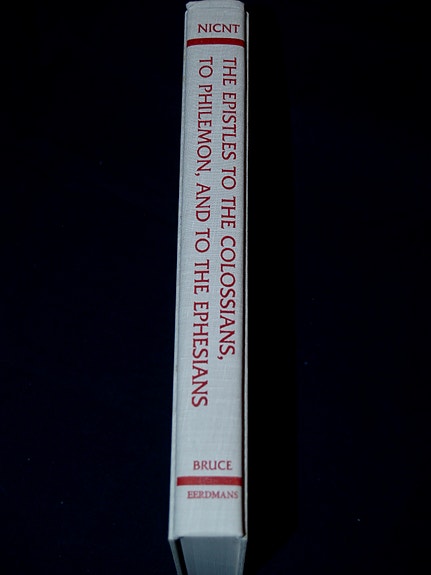 NICNT
THE EPISTLES TO THE COLOSSIANS,
TO PHILEMON, AND TO THE EPHESIANS
BRUCE
EERDMANS